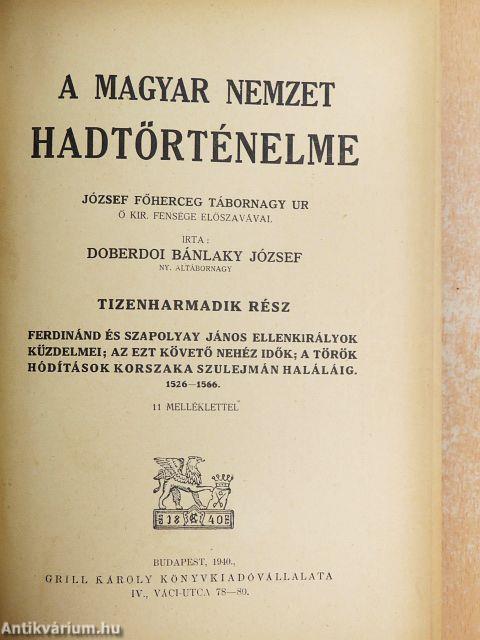 A MAGYAR NEMZET
HADTÖRTÉNELME
JÓZSEF FŐHERCEG TÁBORNAGY UR
Ő KIR. FENSÉGE ELŐSZAVÁVAL
IRTA:
DOBERDOI BÁNLAKY JÓZSEF
NY. ALTÁBORNAGY
TIZENHARMADIK RÉSZ
FERDINÁND ÉS SZAPOLYAY JÁNOS ELLENKIRÁLYOK
KÜZDELMEI; AZ EZT KÖVETŐ NEHÉZ IDŐK; A TÖRÖK
HÓDÍTÁSOK KORSZAKA SZULEJMÁN HALÁLÁIG.
1526—1566.
11 MELLÉKLETTEL
18 40
BUDAPEST, 1940.,
GRILL KÁROLY KÖNYVKIADÓVÁLLALATA
IV., VÁCI-UTCA 78—80.
Antikvárium.hu